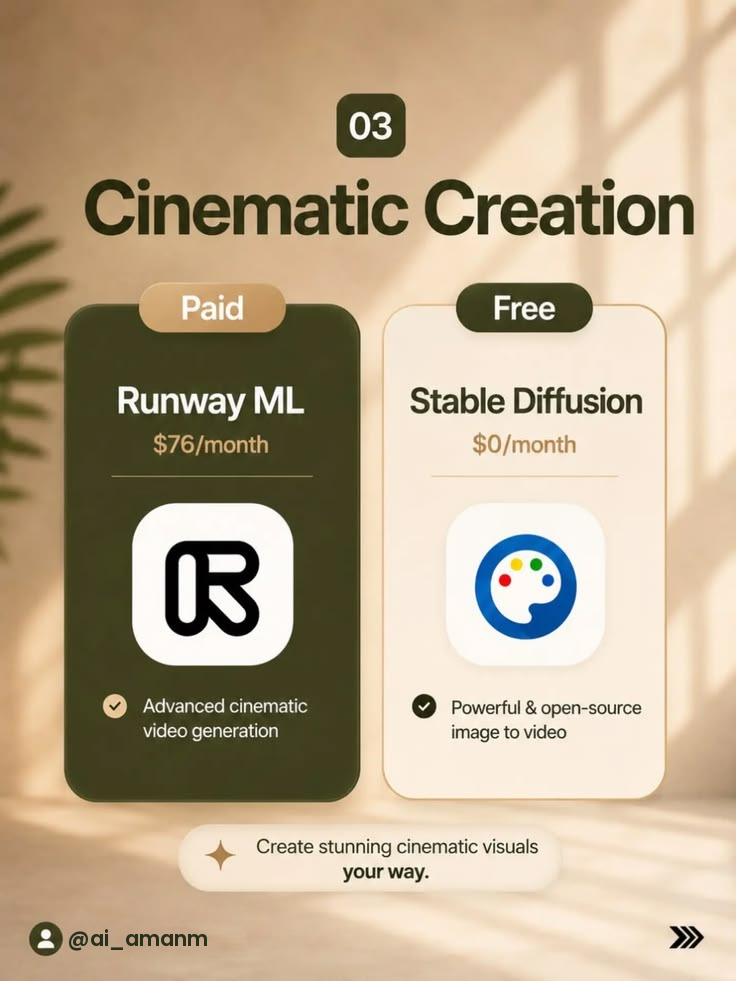 03
Cinematic Creation
Paid
Runway ML
$76/month
Advanced cinematic
video generation
Free
Stable Diffusion
$0/month
Powerful & open-source
image to video
Create stunning cinematic visuals
your way.
@ai_amanm